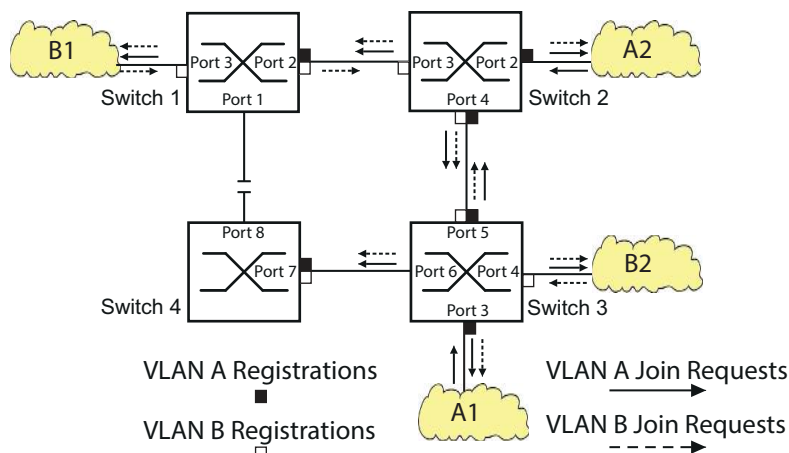 B1
Port 3
Port 2
Port 1
Switch 1
Port 3
Port 2
Port 4
Switch 2
A2
Port 8
Port 7
Switch 4
Port 5
Port 6
Port 4
Port 3
Switch 3
B2
A1
VLAN A Registrations
VLAN B Registrations
VLAN A Join Requests
VLAN B Join Requests